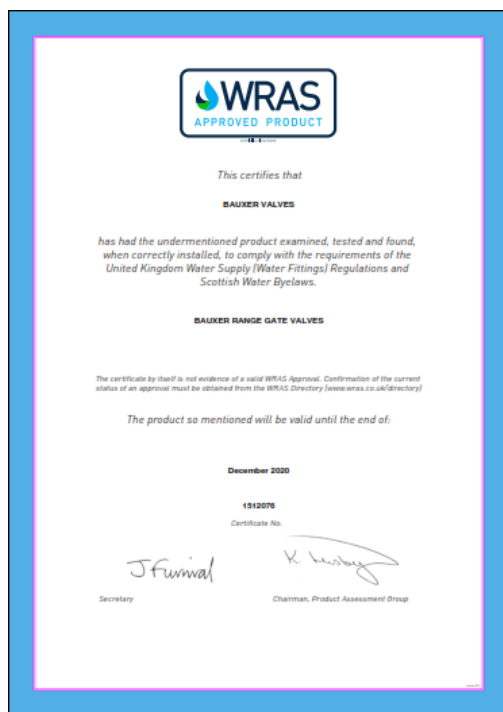 WRAS
APPROVED PRODUCT
This certifies that
BAUXER VALVES
has had the undermentioned product examined, tested and found,
when correctly installed, to comply with the requirements of the
United Kingdom Water Supply (Water Fittings) Regulations and
Scottish Water Byelaws.
BAUXER RANGE GATE VALVES
The certificate by itself is not evidence of a valid WRAS Approval. Confirmation of the current
status of an approval must be obtained from the WRAS Directory (www.wras.co.uk/directory)
The product so mentioned will be valid until the end of:
December 2020
1512076
Certificate No.
J Furnival
Secretary
Chairman, Product Assessment Group